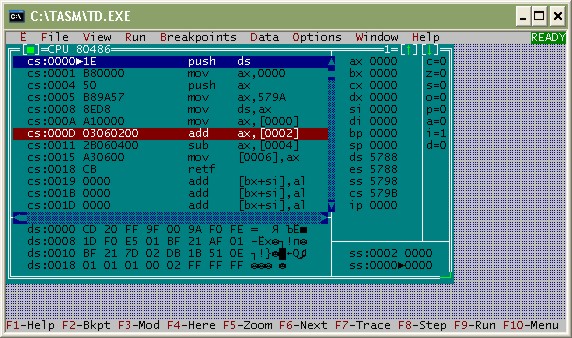 C:\TASM\TD.EXE
E File View Run Breakpoints Data Options Window Help READY
CPU 80486 1
cs:0000 1E push ds
cs:0001 B80000 mov ax,0000
cs:0004 50 push ax
cs:0005 B89A57 mov ax,579A
cs:0008 8ED8 mov ds,ax
cs:000A A10000 mov ax,[0000]
cs:000D 03060200 add ax,[0002]
cs:0011 2B060400 sub ax,[0004]
cs:0015 A30600 mov [0006],ax
cs:0018 CB retf
cs:0019 0000 add [bx+si],al
cs:001B 0000 add [bx+si],al
cs:001D 0000 add [bx+si],al
ax 0000 c=0
bx 0000 z=0
cx 0000 s=0
dx 0000 o=0
si 0000 p=0
di 0000 a=0
bp 0000 i=1
sp 0000 d=0
ds 5788
es 5788
ss 5798
cs 579B
ip 0000
ds:0000 CD 20 FF 9F 00 9A F0 FE
ds:0008 1D F0 E5 01 BF 21 AF 01
ds:0010 BF 21 7D 02 DB 1B 51 0E
ds:0018 01 01 01 00 02 FF FF FF
ss:0002 0000
ss:0000 0000
F1-Help F2-Bkpt F3-Mod F4-Here F5-Zoom F6-Next F7-Trace F8-Step F9-Run F10-Menu